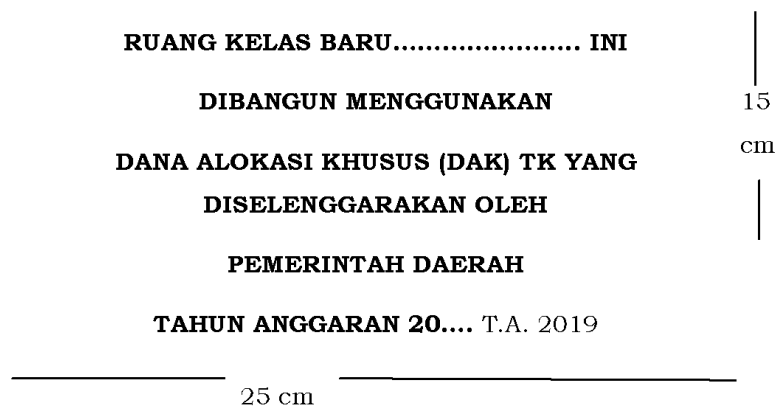 RUANG KELAS BARU....................... INI
DIBANGUN MENGGUNAKAN
15
cm
DANA ALOKASI KHUSUS (DAK) TK YANG
DISELENGGARAKAN OLEH
PEMERINTAH DAERAH
TAHUN ANGGARAN 20.... T.A. 2019
25 cm